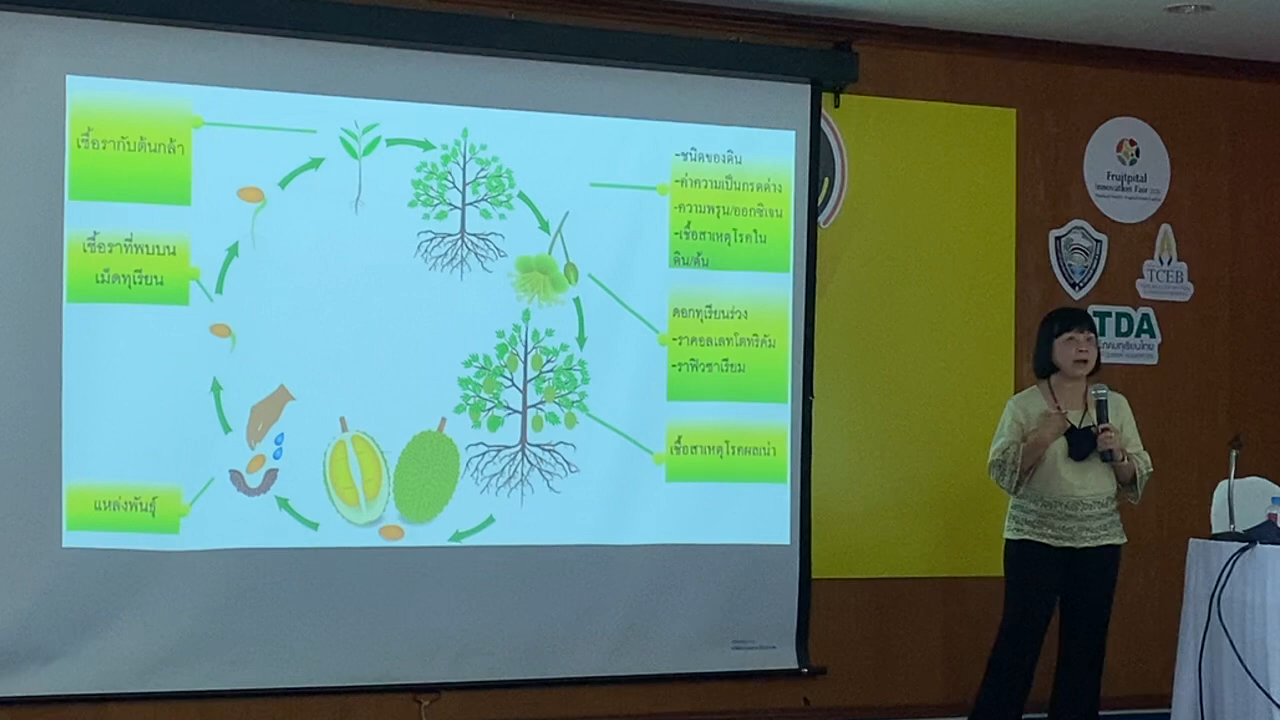 เชื้อรากับต้นกล้า
เชื้อราที่พบบน
เม็ดทุเรียน
แหล่งพันธุ์
-ชนิดของดิน
-ค่าความเป็นกรดด่าง
-ความพรุน/ออกซิเจน
-เชื้อสาเหตุโรคใน
ดิน/ต้น
ดอกทุเรียนร่วง
-ราคอลเลทโตทริคัม
-ราฟิวซาเรียม
เชื้อสาเหตุโรคผลเน่า
Fruitpital
Innovation Fair
TCEB
TDA